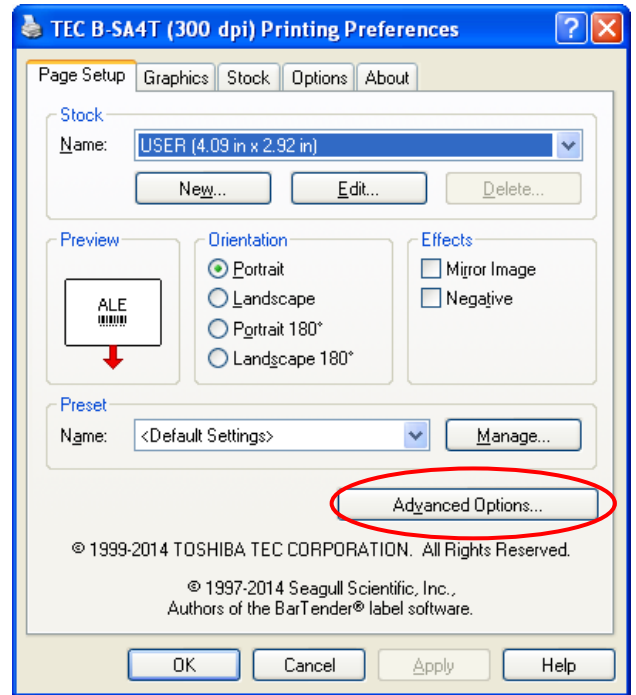 TEC B-SA4T (300 dpi) Printing Preferences
Page Setup Graphics Stock Options About
Stock
Name: USER (4.09 in x 2.92 in)
New... Edit... Delete...
Preview
ALE
Orientation
Portrait
Landscape
Portrait 180°
Landscape 180°
Effects
Mirror Image
Negative
Preset
Name: <Default Settings> Manage...
Advanced Options...
© 1999-2014 TOSHIBA TEC CORPORATION. All Rights Reserved.
© 1997-2014 Seagull Scientific, Inc.,
Authors of the BarTender® label software.
OK Cancel Apply Help